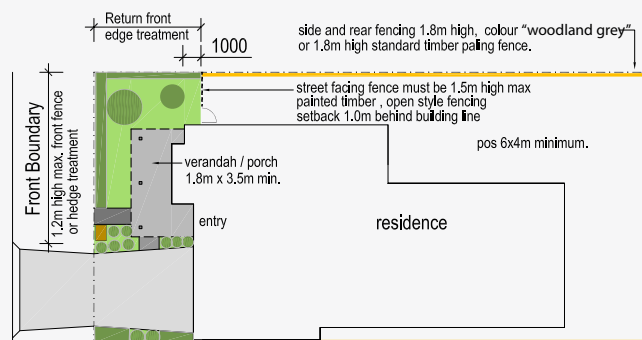 Return front
edge treatment
1000
side and rear fencing 1.8m high, colour “woodland grey”
or 1.8m high standard timber paling fence.
street facing fence must be 1.5m high max
painted timber , open style fencing
setback 1.0m behind building line
pos 6x4m minimum.
Front Boundary
1.2m high max. front fence
or hedge treatment
verandah / porch
1.8m x 3.5m min.
entry
residence